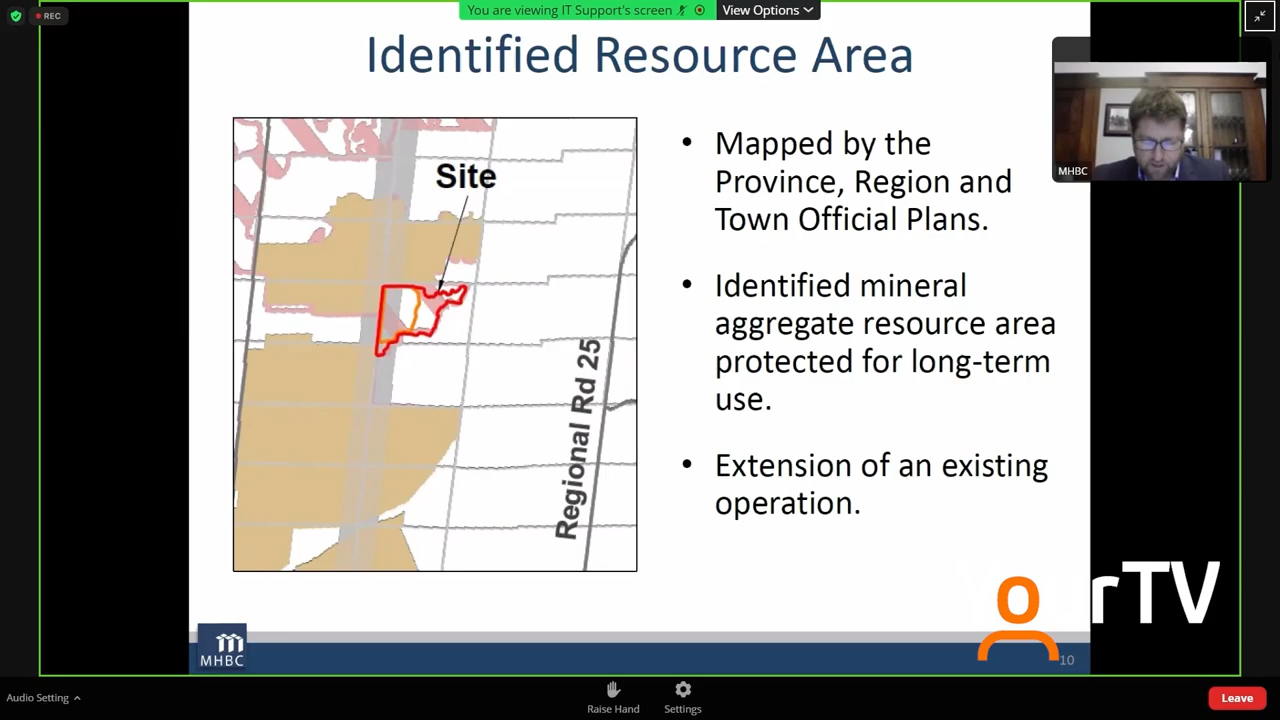 REC
You are viewing IT Support's screen
View Options
Identified Resource Area
MHBC
Site
Regional Rd 25
• Mapped by the
Province, Region and
Town Official Plans.
• Identified mineral
aggregate resource area
protected for long-term
use.
• Extension of an existing
operation.
MHBC
rTV
10
Audio Setting
Raise Hand
Settings
Leave